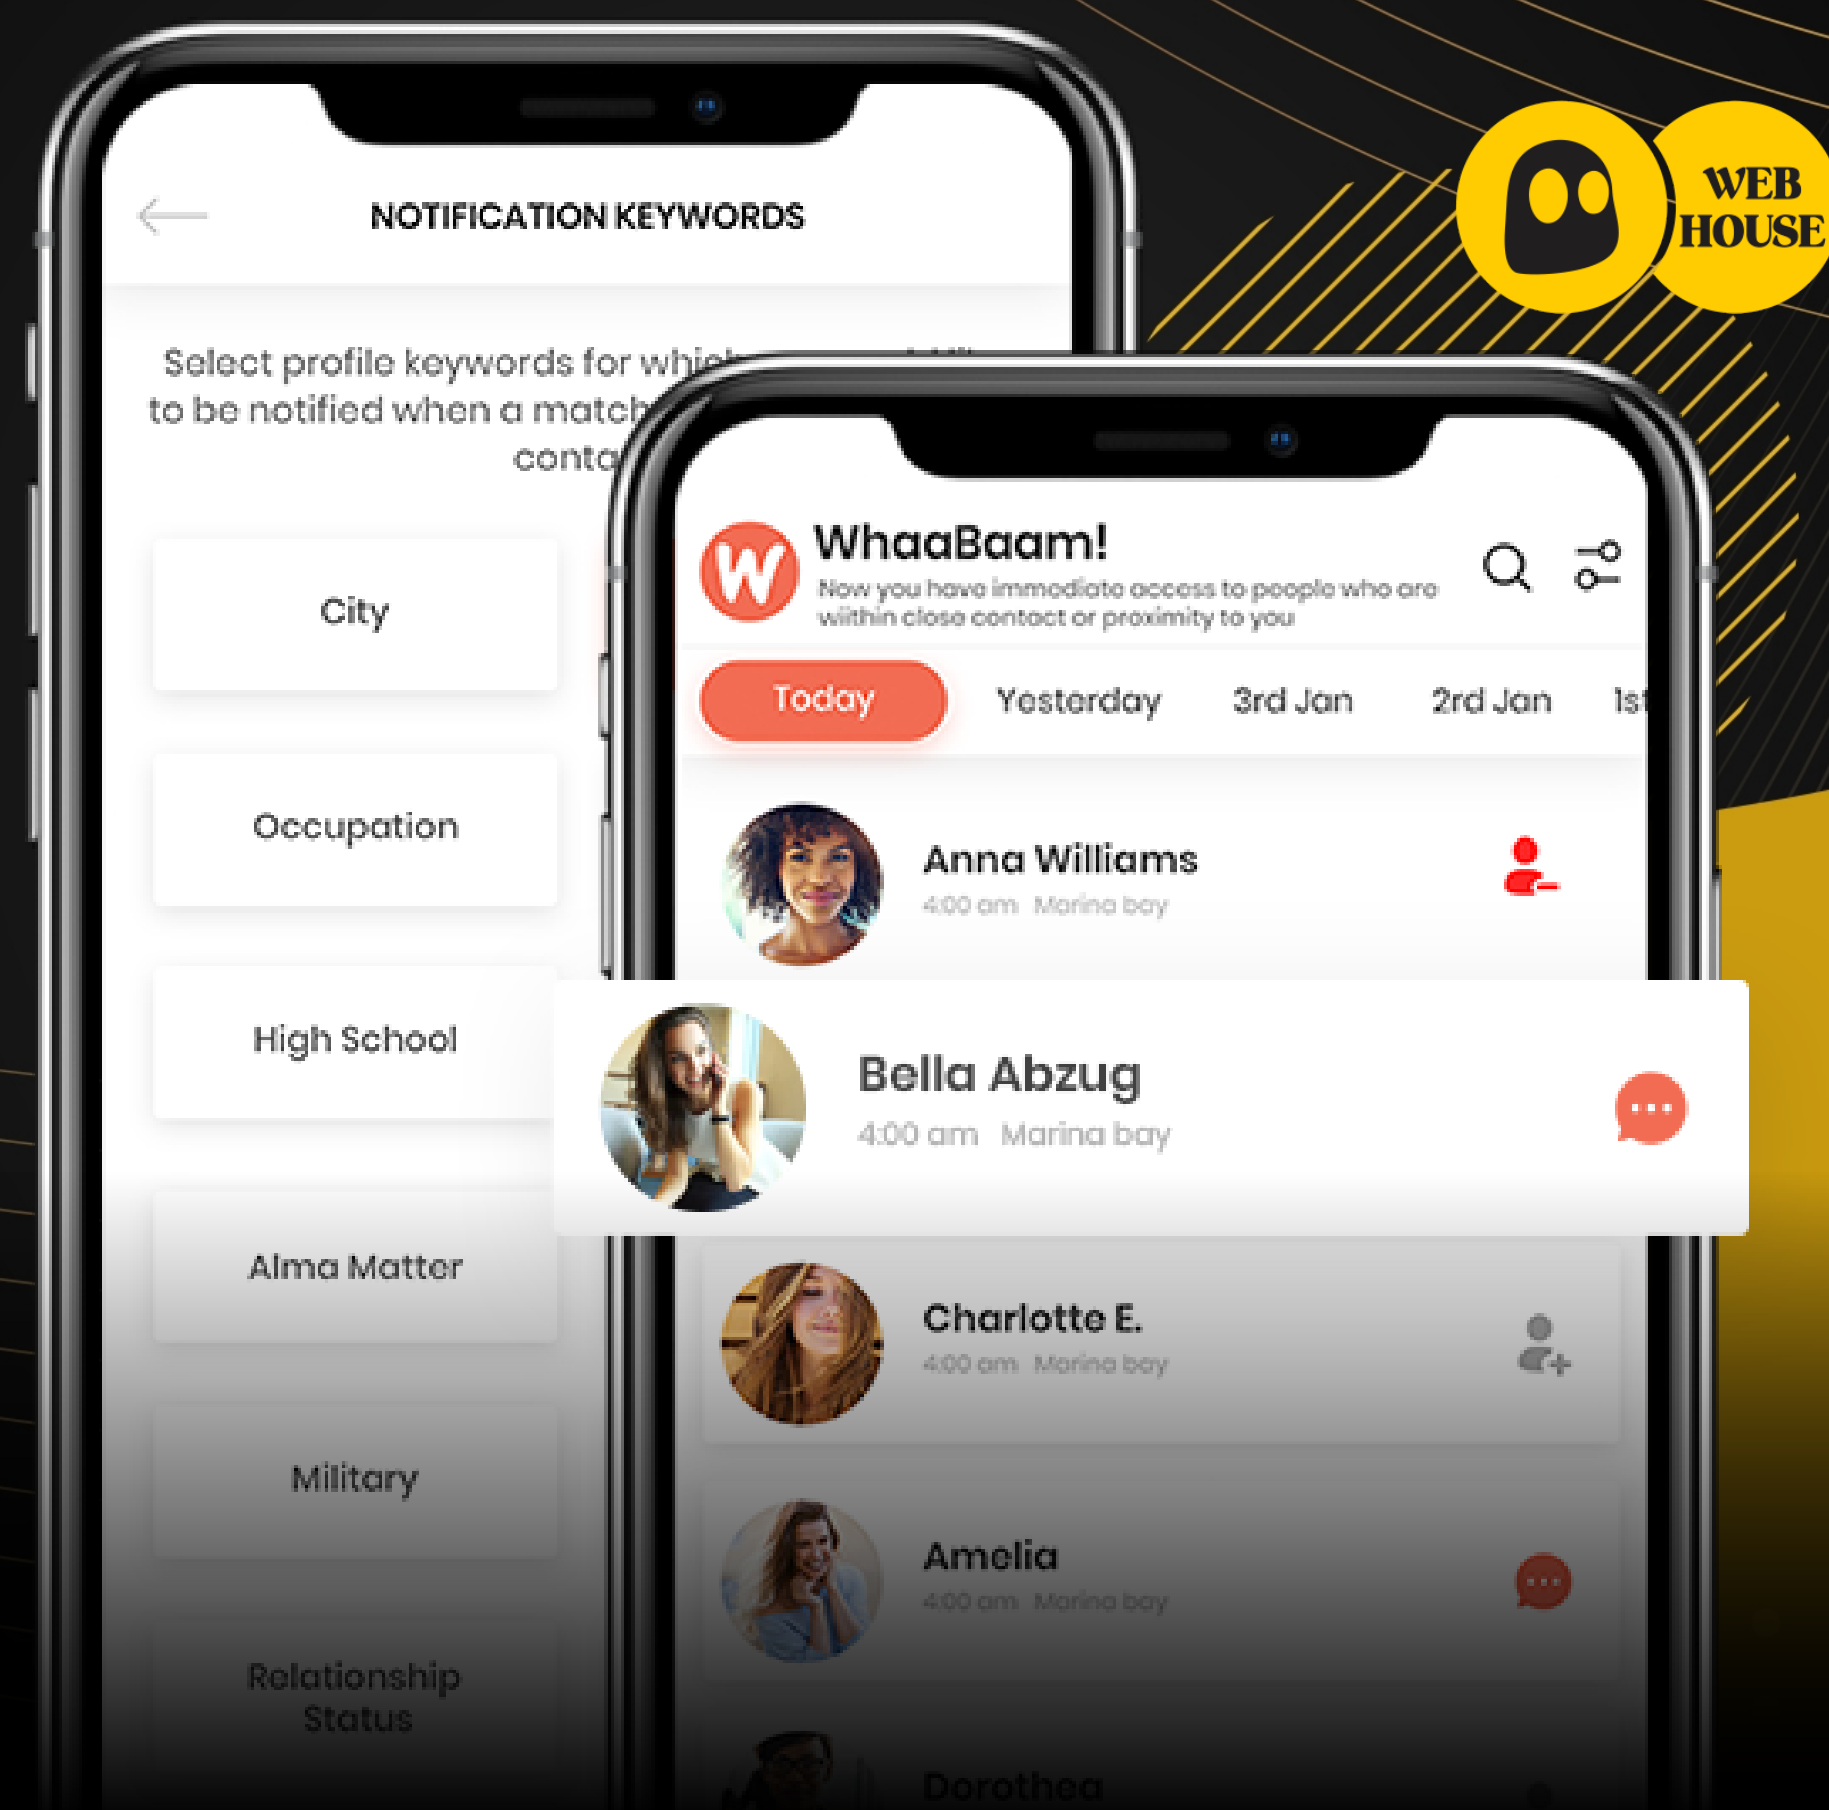 NOTIFICATION KEYWORDS
Select profile keywords for which
to be notified when a match
conta
City
Occupation
High School
Alma Matter
Military
Relationship
Status
WEB
HOUSE
WhaaBaam!
Now you have immediate access to people who are
wiithin close contact or proximity to you
Today Yesterday 3rd Jan 2rd Jan 1st
Anna Williams
4:00 am Marina bay
Bella Abzug
4:00 am Marina bay
Charlotte E.
4:00 am Marina bay
Amelia
4:00 am Marina bay
Dorothea